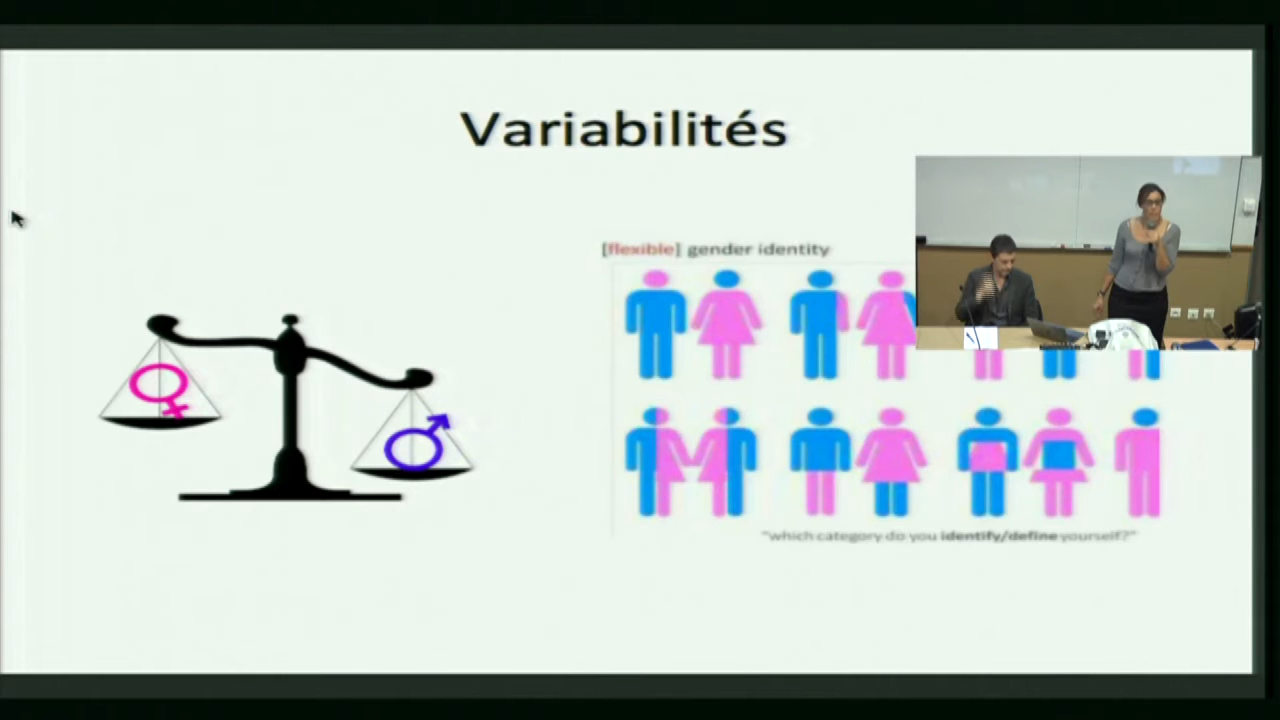 Variabilités
[flexible] gender identity
"which category do you identify/define yourself?"